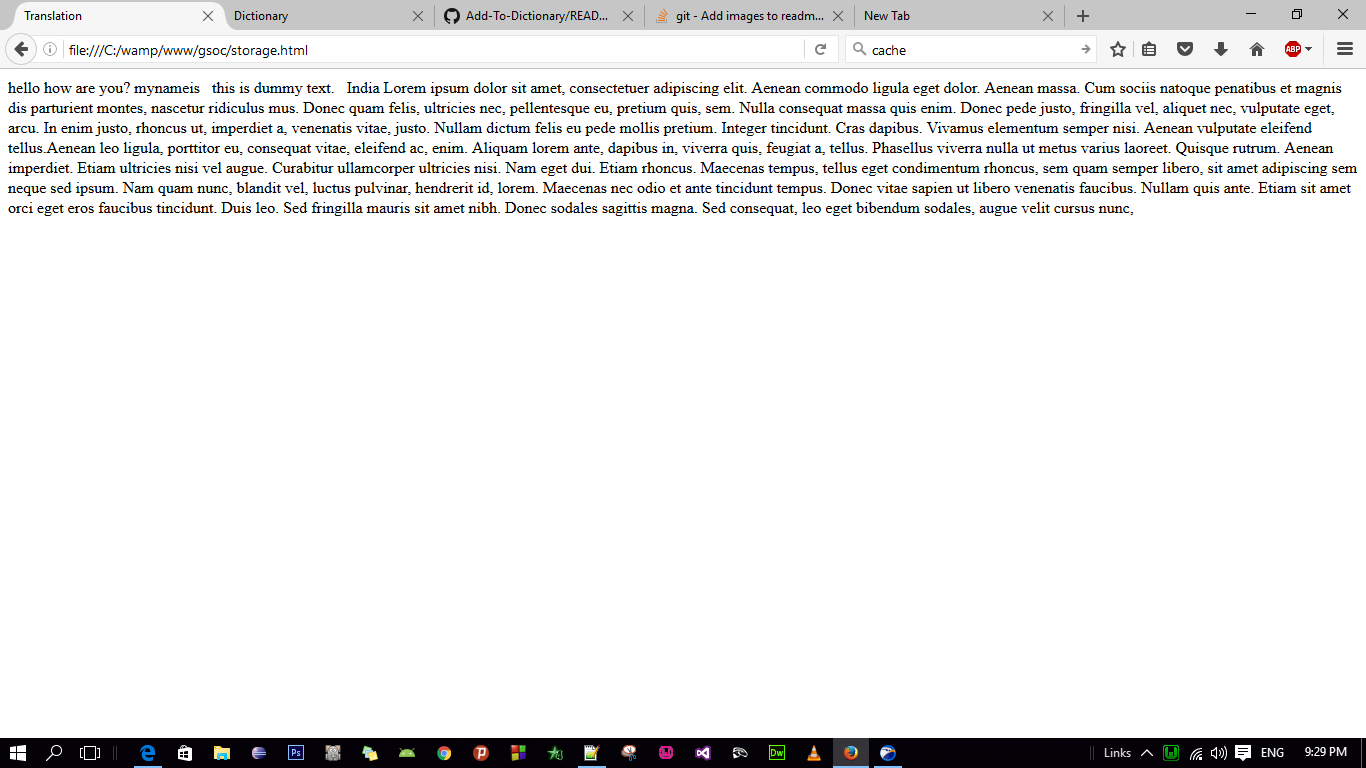 Translation
Dictionary
Add-To-Dictionary/READ...
git - Add images to readm...
New Tab
file:///C:/wamp/www/gsoc/storage.html
cache
ABP
hello how are you? mynameis   this is dummy text.   India Lorem ipsum dolor sit amet, consectetuer adipiscing elit. Aenean commodo ligula eget dolor. Aenean massa. Cum sociis natoque penatibus et magnis
dis parturient montes, nascetur ridiculus mus. Donec quam felis, ultricies nec, pellentesque eu, pretium quis, sem. Nulla consequat massa quis enim. Donec pede justo, fringilla vel, aliquet nec, vulputate eget,
arcu. In enim justo, rhoncus ut, imperdiet a, venenatis vitae, justo. Nullam dictum felis eu pede mollis pretium. Integer tincidunt. Cras dapibus. Vivamus elementum semper nisi. Aenean vulputate eleifend
tellus.Aenean leo ligula, porttitor eu, consequat vitae, eleifend ac, enim. Aliquam lorem ante, dapibus in, viverra quis, feugiat a, tellus. Phasellus viverra nulla ut metus varius laoreet. Quisque rutrum. Aenean
imperdiet. Etiam ultricies nisi vel augue. Curabitur ullamcorper ultricies nisi. Nam eget dui. Etiam rhoncus. Maecenas tempus, tellus eget condimentum rhoncus, sem quam semper libero, sit amet adipiscing sem
neque sed ipsum. Nam quam nunc, blandit vel, luctus pulvinar, hendrerit id, lorem. Maecenas nec odio et ante tincidunt tempus. Donec vitae sapien ut libero venenatis faucibus. Nullam quis ante. Etiam sit amet
orci eget eros faucibus tincidunt. Duis leo. Sed fringilla mauris sit amet nibh. Donec sodales sagittis magna. Sed consequat, leo eget bibendum sodales, augue velit cursus nunc,
Ps
Dw
Links
ENG
9:29 PM